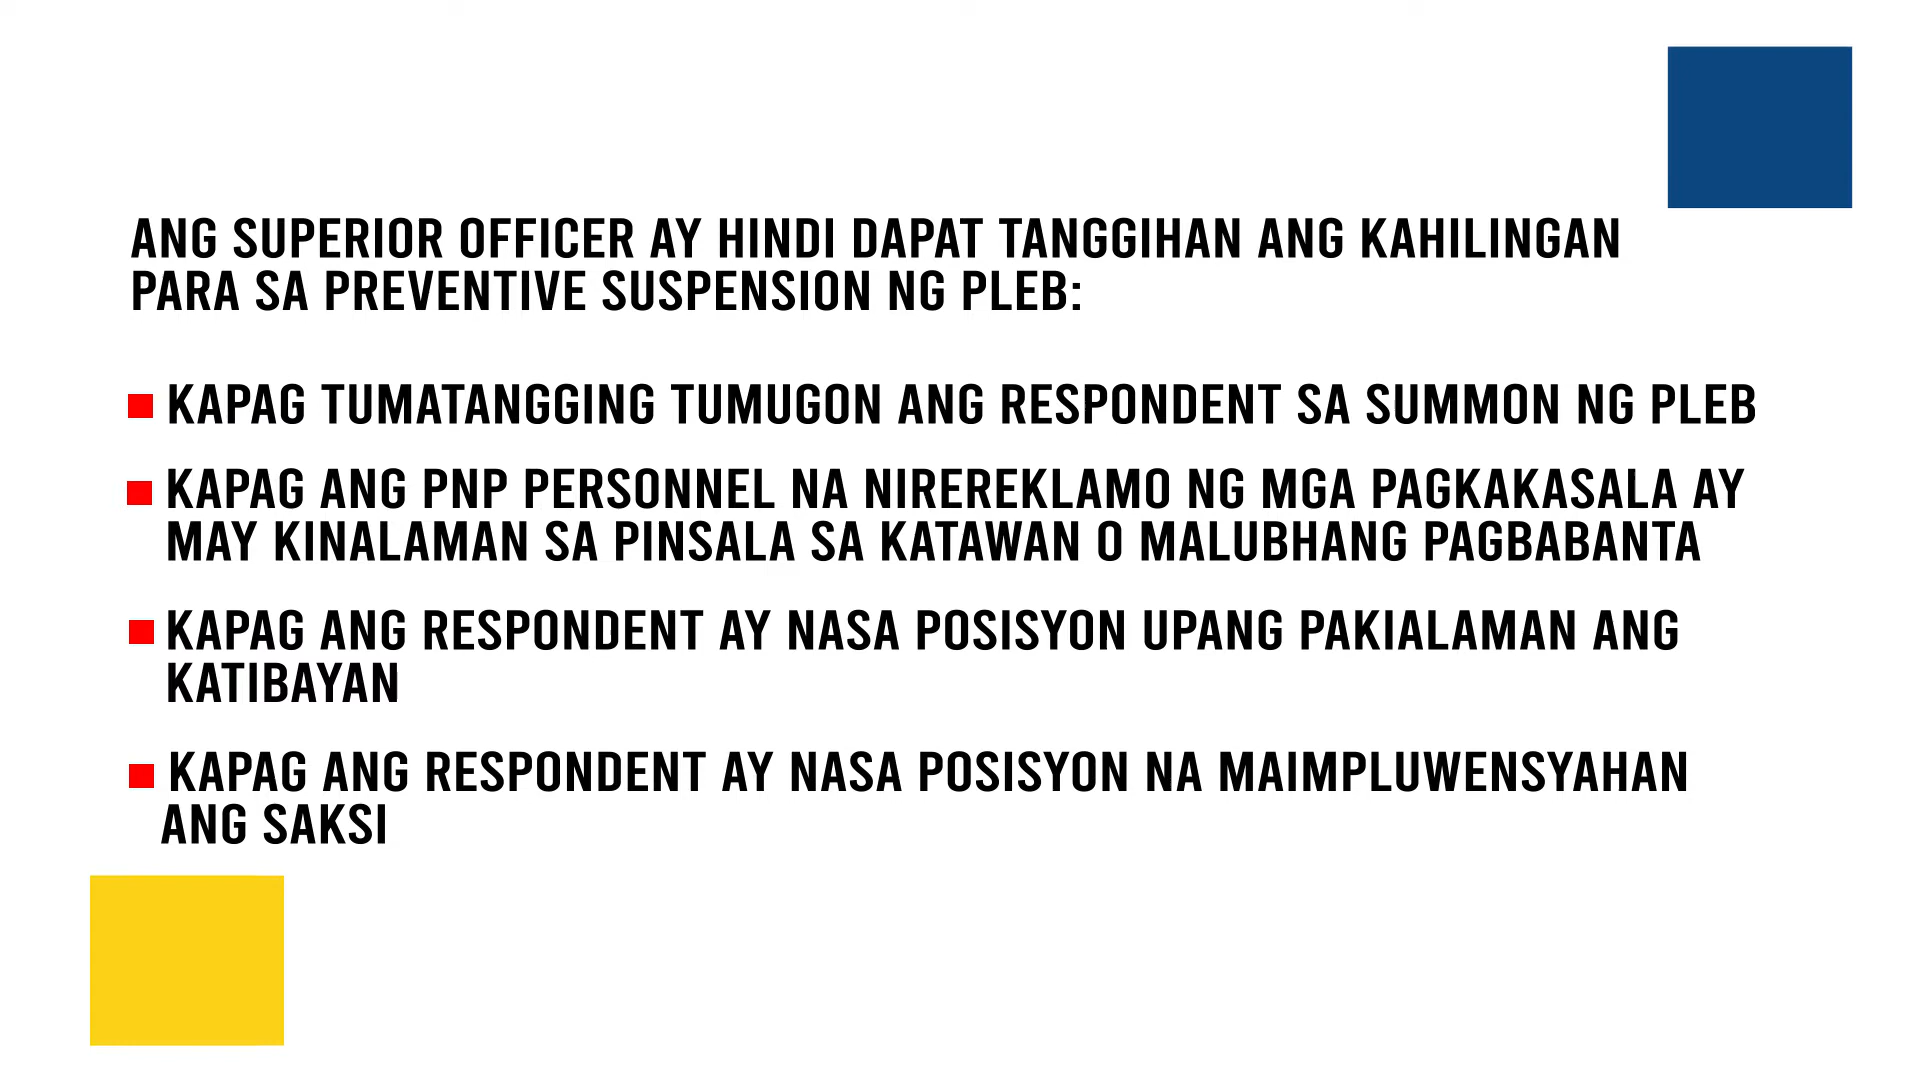 ANG SUPERIOR OFFICER AY HINDI DAPAT TANGGIHAN ANG KAHILINGAN
PARA SA PREVENTIVE SUSPENSION NG PLEB:
KAPAG TUMATANGGING TUMUGON ANG RESPONDENT SA SUMMON NG PLEB
KAPAG ANG PNP PERSONNEL NA NIREREKLAMO NG MGA PAGKAKASALA AY
MAY KINALAMAN SA PINSALA SA KATAWAN O MALUBHANG PAGBABANTA
KAPAG ANG RESPONDENT AY NASA POSISYON UPANG PAKIALAMAN ANG
KATIBAYAN
KAPAG ANG RESPONDENT AY NASA POSISYON NA MAIMPLUWENSYAHAN
ANG SAKSI